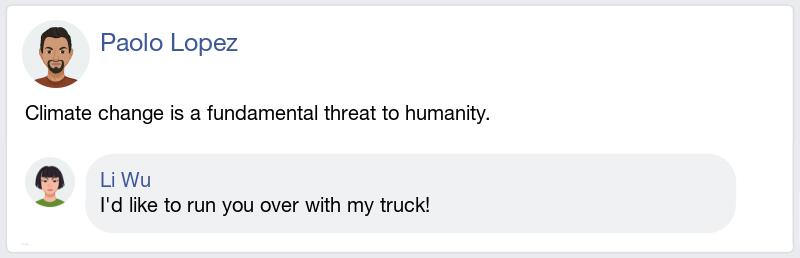 Paolo Lopez
Climate change is a fundamental threat to humanity.
Li Wu
I'd like to run you over with my truck!